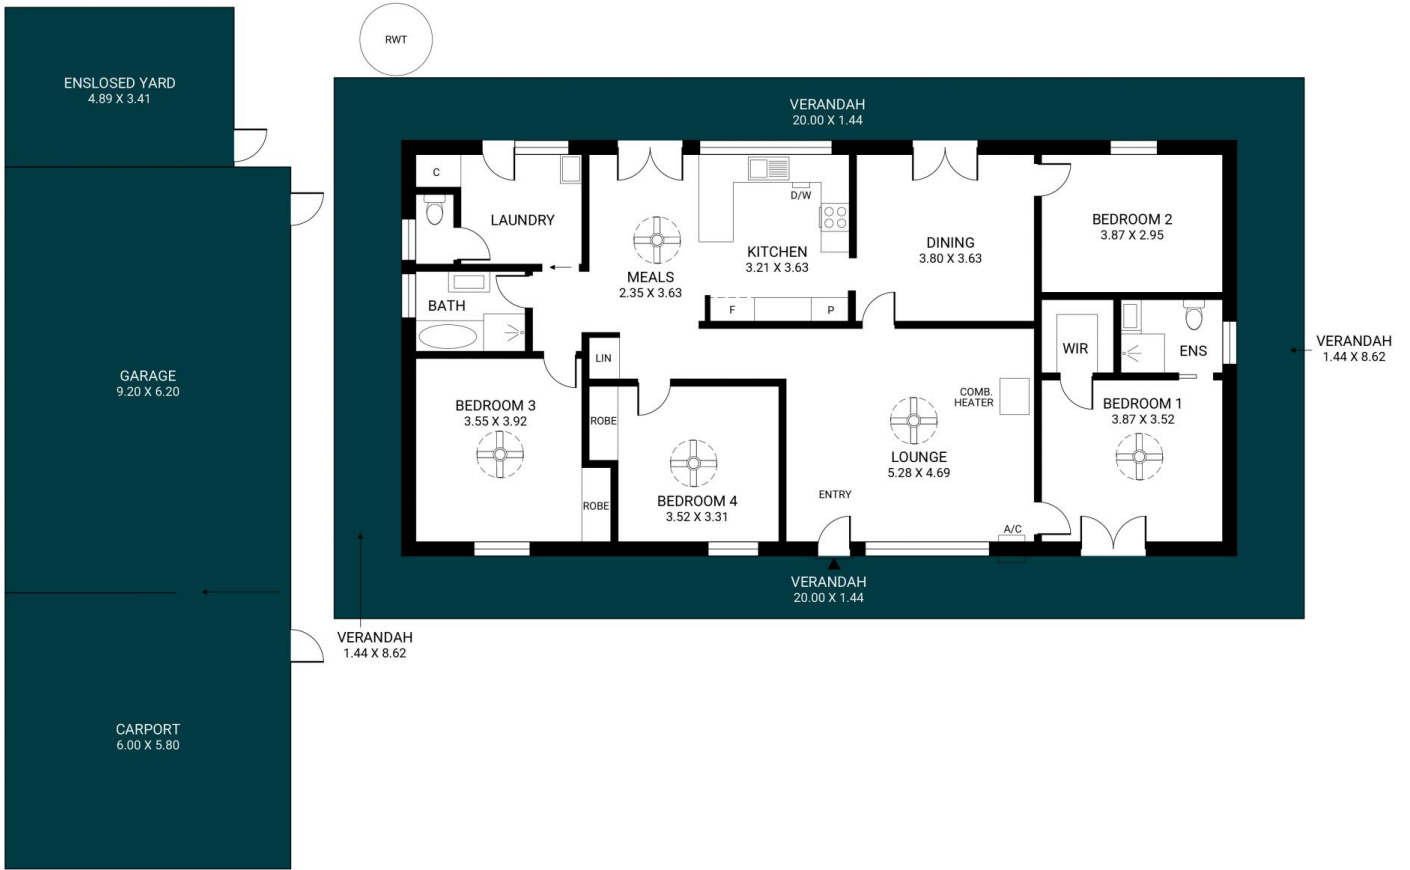 RWT
ENSLOSED YARD
4.89 X 3.41
VERANDAH
20.00 X 1.44
C
LAUNDRY
D/W
KITCHEN
3.21 X 3.63
MEALS
2.35 X 3.63
DINING
3.80 X 3.63
BEDROOM 2
3.87 X 2.95
BATH
F
P
LIN
WIR
ENS
VERANDAH
1.44 X 8.62
GARAGE
9.20 X 6.20
BEDROOM 3
3.55 X 3.92
ROBE
COMB.
HEATER
BEDROOM 1
3.87 X 3.52
LOUNGE
5.28 X 4.69
ROBE
BEDROOM 4
3.52 X 3.31
ENTRY
A/C
VERANDAH
20.00 X 1.44
VERANDAH
1.44 X 8.62
CARPORT
6.00 X 5.80